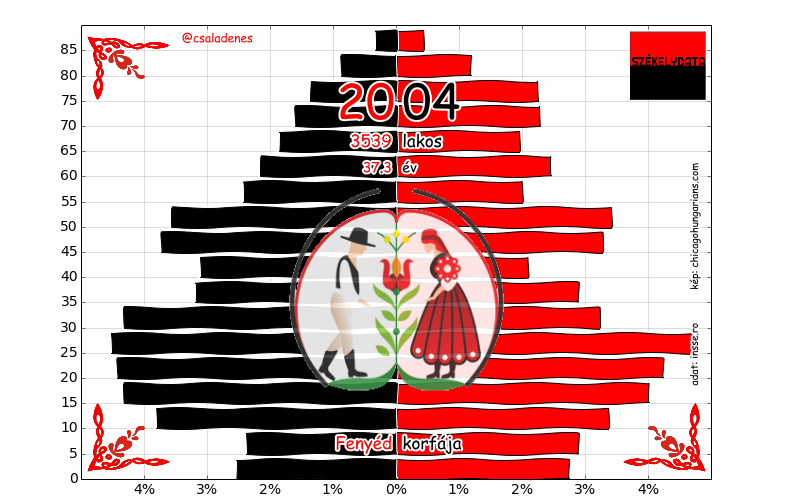 @csaladenes
SZÉKELYDATA
85
80
75
70
65
60
55
50
45
40
35
30
25
20
15
10
5
0
2004
3539 lakos
37.3 év
kép: chicagohungarians.com
adat: insse.ro
Fenyéd korfája
4% 3% 2% 1% 0% 1% 2% 3% 4%